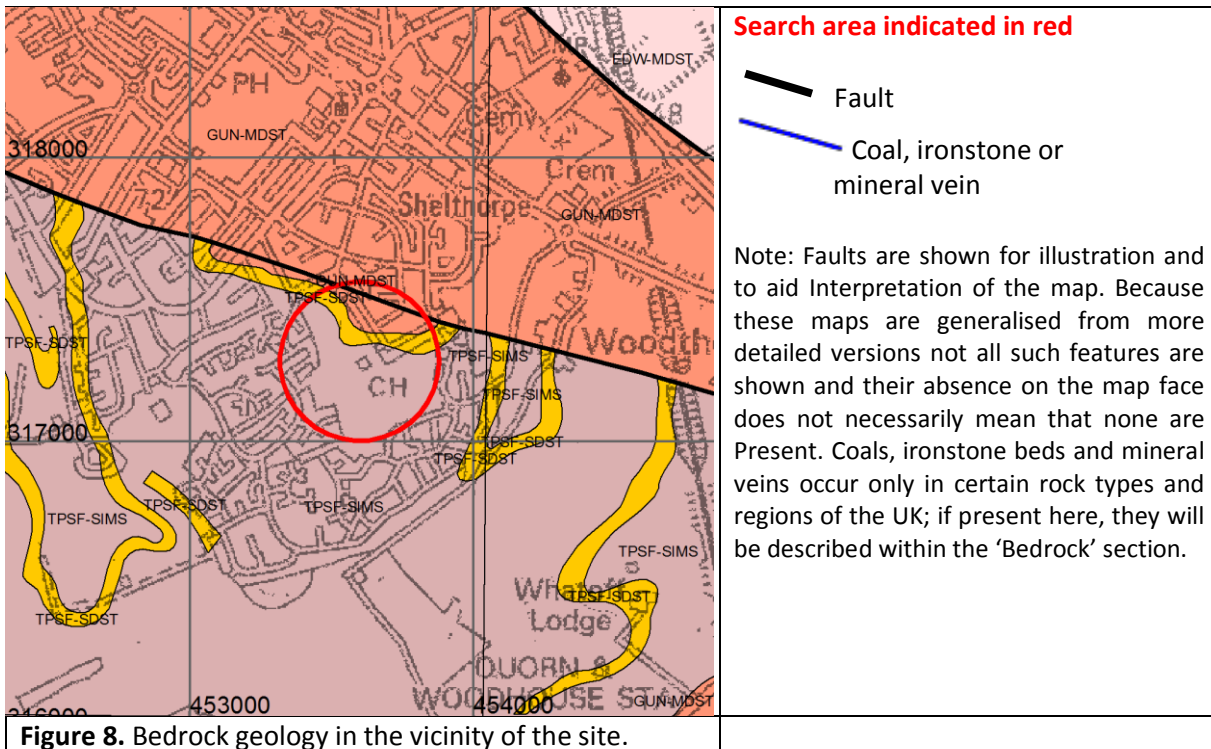 PH
MP
EDW-MDST
48
GUN-MDST
Cemy
318000
Crem
72
Shelthorpe
GUN-MDST
GUN-MDST
TPSF-SDST
TPSF-SDST
TPSF-SIMS
Woodth
CH
TPSF-SIMS
317000
TPSF-SDST
TPSF-SDST
TPSF-SDST
TPSF-SIMS
TPSF-SIMS
TPSF-SIMS
TPSF-SDST
Lodge
TPSF-SDST
QUORN &
WOODHOUSE STA
GUN-MDST
316000
453000
454000
Search area indicated in red
Fault
Coal, ironstone or
mineral vein
Note: Faults are shown for illustration and
to aid Interpretation of the map. Because
these maps are generalised from more
detailed versions not all such features are
shown and their absence on the map face
does not necessarily mean that none are
Present. Coals, ironstone beds and mineral
veins occur only in certain rock types and
regions of the UK; if present here, they will
be described within the ‘Bedrock’ section.
Figure 8. Bedrock geology in the vicinity of the site.